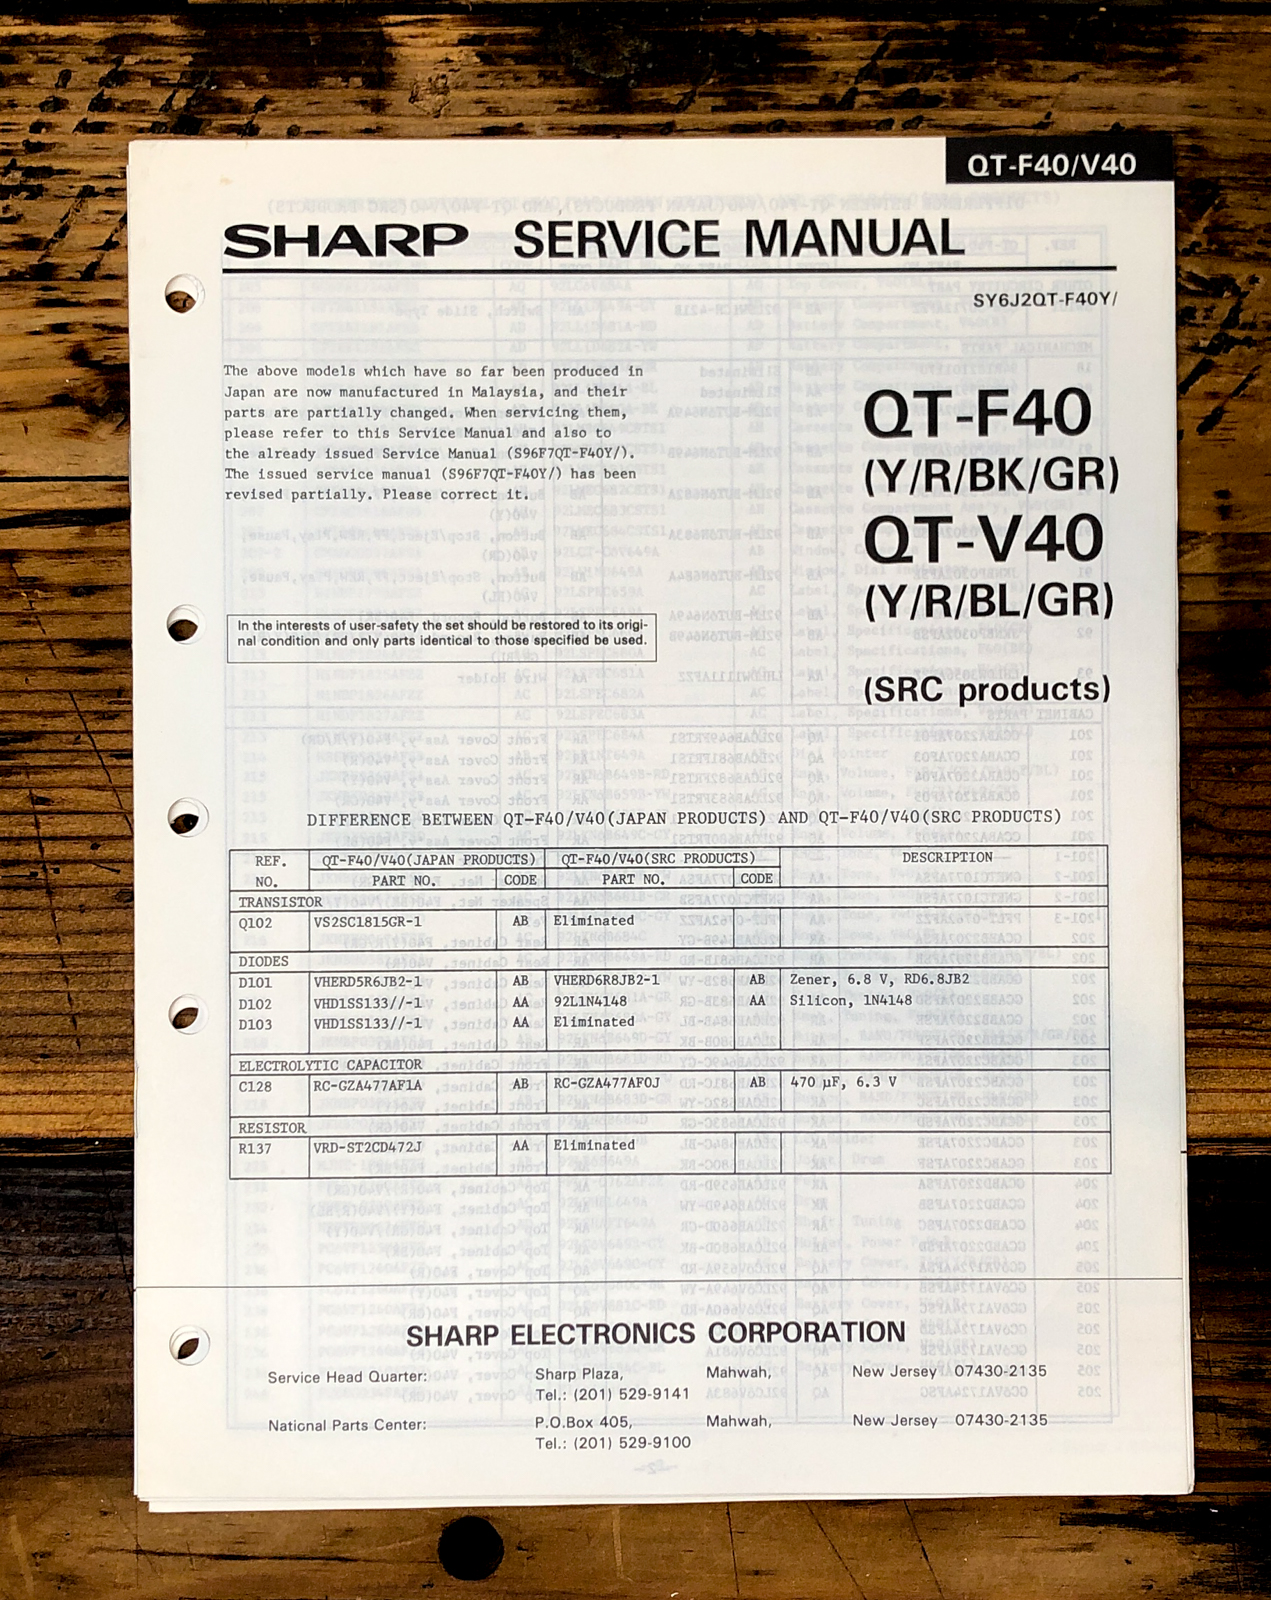 QT-F40/V40
SHARP SERVICE MANUAL
SY6J2QT-F40Y/
The above models which have so far been produced in
Japan are now manufactured in Malaysia, and their
parts are partially changed. When servicing them,
please refer to this Service Manual and also to
the already issued Service Manual (S96F7QT-F40Y/).
The issued service manual (S96F7QT-F40Y/) has been
revised partially. Please correct it.
QT-F40
(Y/R/BK/GR)
QT-V40
(Y/R/BL/GR)
In the interests of user-safety the set should be restored to its origi-
nal condition and only parts identical to those specified be used.
(SRC products)
DIFFERENCE BETWEEN QT-F40/V40(JAPAN PRODUCTS) AND QT-F40/V40(SRC PRODUCTS)
REF. QT-F40/V40(JAPAN PRODUCTS) QT-F40/V40(SRC PRODUCTS) DESCRIPTION
NO. PART NO. CODE PART NO. CODE
TRANSISTOR
Q102 VS2SC1815GR-1 AB Eliminated
DIODES
D101 VHERD5R6JB2-1 AB VHERD6R8JB2-1 AB Zener, 6.8 V, RD6.8JB2
D102 VHD1SS133//-1 AA 92L1N4148 AA Silicon, 1N4148
D103 VHD1SS133//-1 AA Eliminated
ELECTROLYTIC CAPACITOR
C128 RC-GZA477AF1A AB RC-GZA477AF0J AB 470 µF, 6.3 V
RESISTOR
R137 VRD-ST2CD472J AA Eliminated
SHARP ELECTRONICS CORPORATION
Service Head Quarter: Sharp Plaza, Mahwah, New Jersey 07430-2135
Tel.: (201) 529-9141
National Parts Center: P.O.Box 405, Mahwah, New Jersey 07430-2135
Tel.: (201) 529-9100